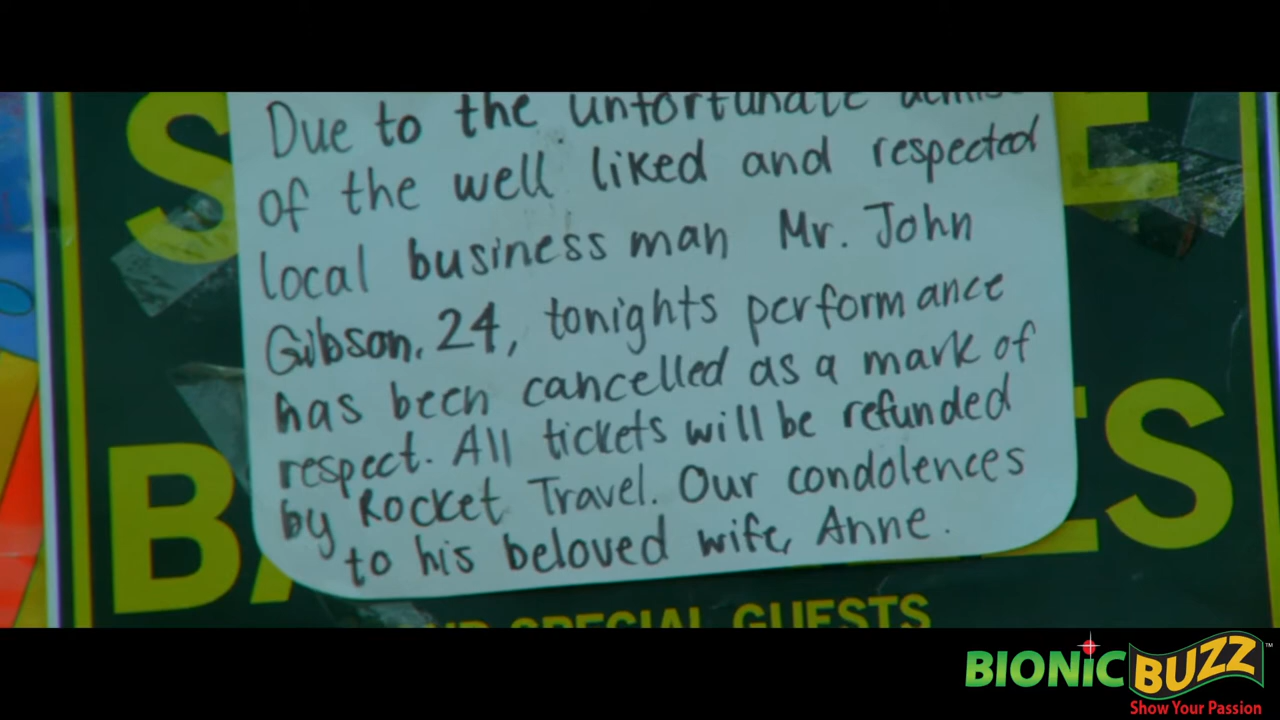 Due to the unfortunate
of the well liked and respected
local business man Mr. John
Gibson, 24, tonights performance
has been cancelled as a mark of
respect. All tickets will be refunded
by Rocket Travel. Our condolences
to his beloved wife, Anne.
SPECIAL GUESTS
BIONIC BUZZ ™
Show Your Passion